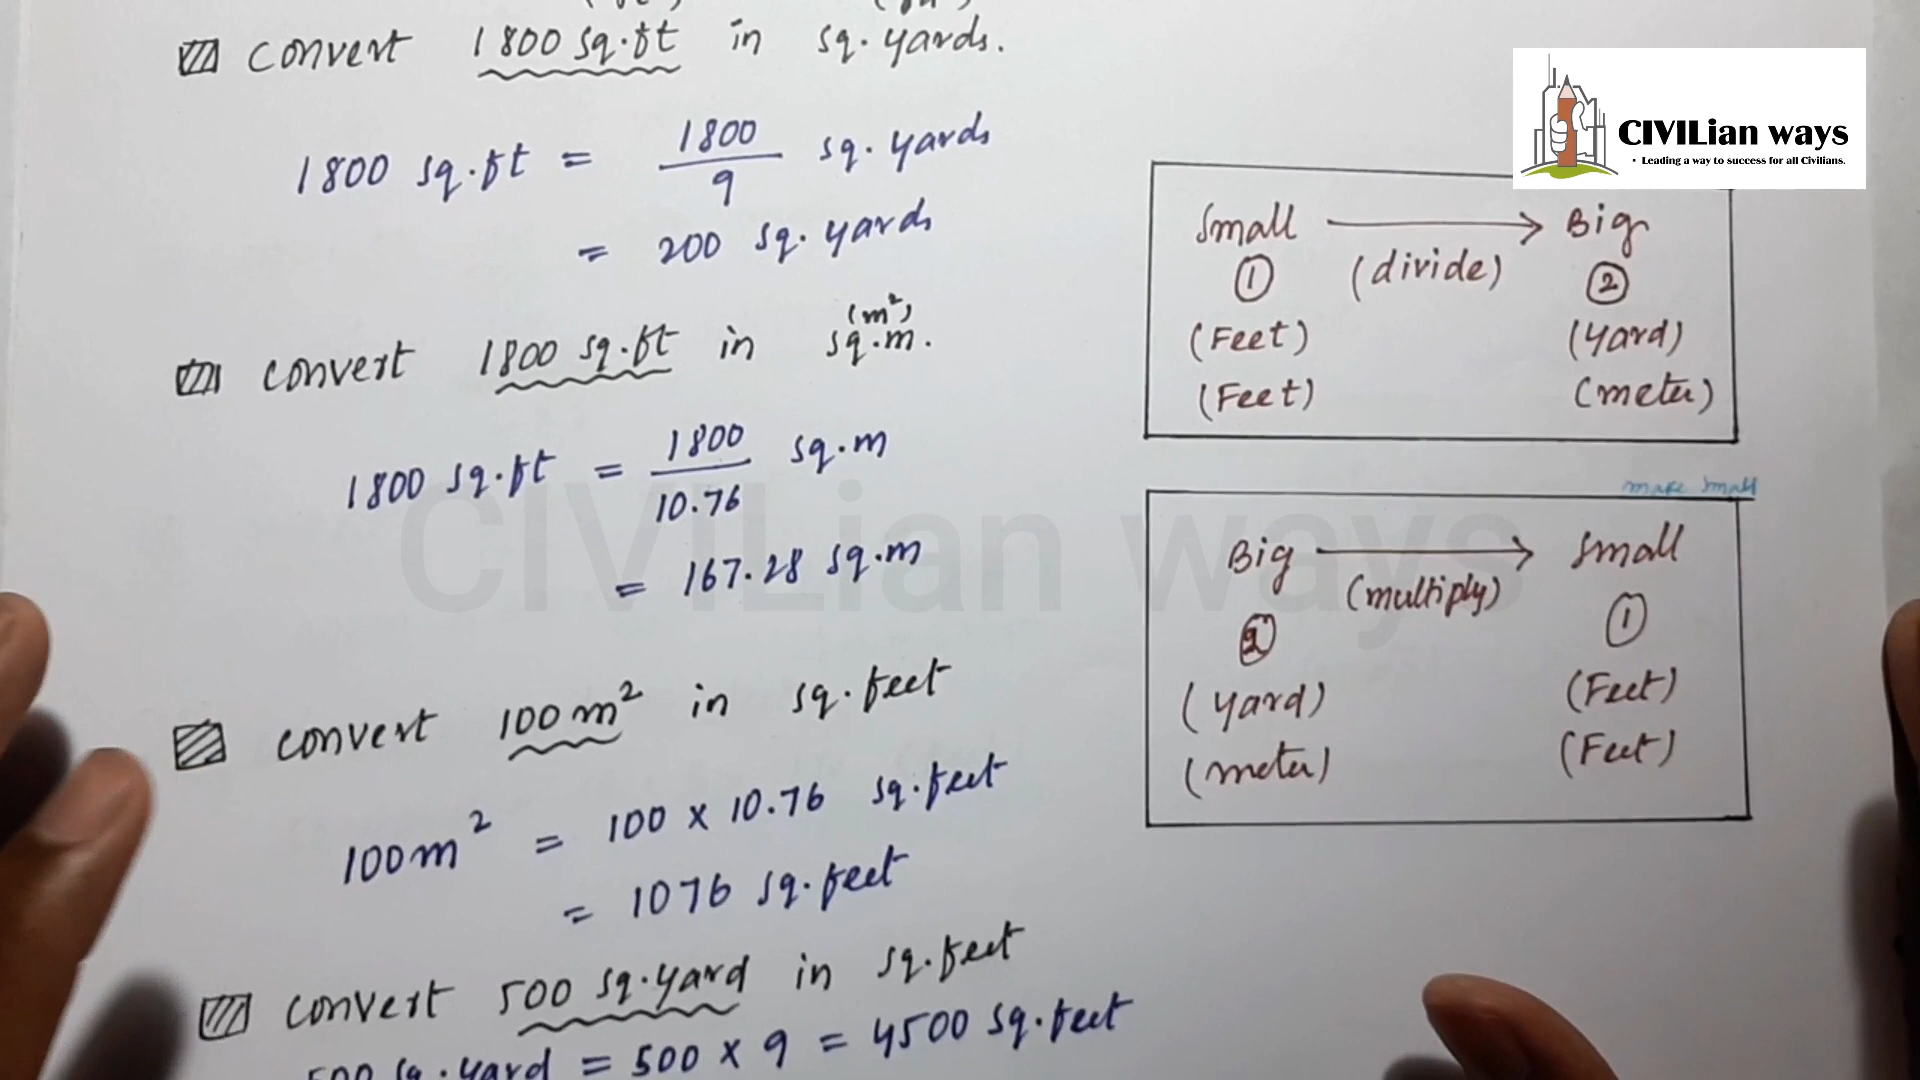 convert 1800 sq.ft in sq. yards.
1800 sq.ft = 1800/9 sq. yards
= 200 sq. yards
convert 1800 sq.ft in sq.m. (m²)
1800 sq.ft = 1800/10.76 sq.m
= 167.28 sq.m
convert 100m² in sq. feet
100m² = 100 x 10.76 sq. feet
= 1076 sq. feet
convert 500 sq.yard in sq. feet
500 sq. yard = 500 x 9 = 4500 sq. feet
CIVILian ways
• Leading a way to success for all Civilians.
Small → Big
(divide)
① ②
(Feet) (yard)
(Feet) (meter)
make small
Big → Small
(multiply)
② ①
(yard) (Feet)
(meter) (Feet)
CIVILian ways